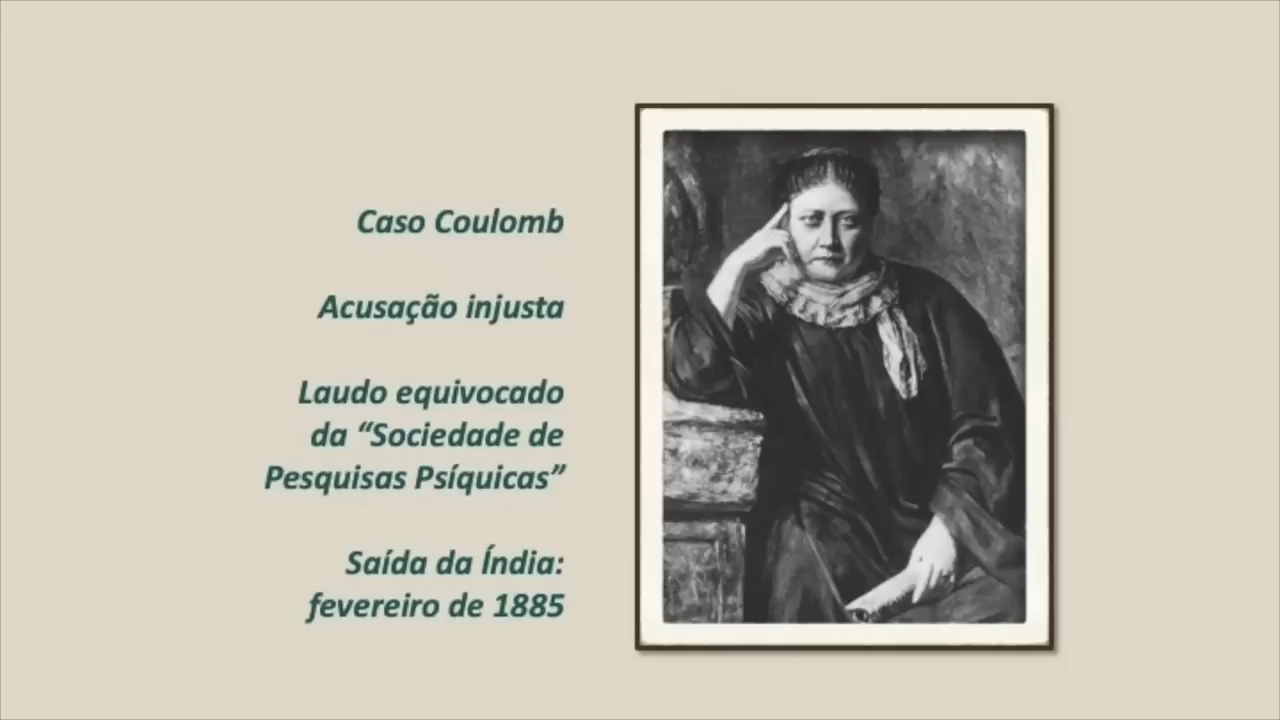 Caso Coulomb
Acusação injusta
Laudo equivocado
da “Sociedade de
Pesquisas Psíquicas”
Saída da Índia:
fevereiro de 1885